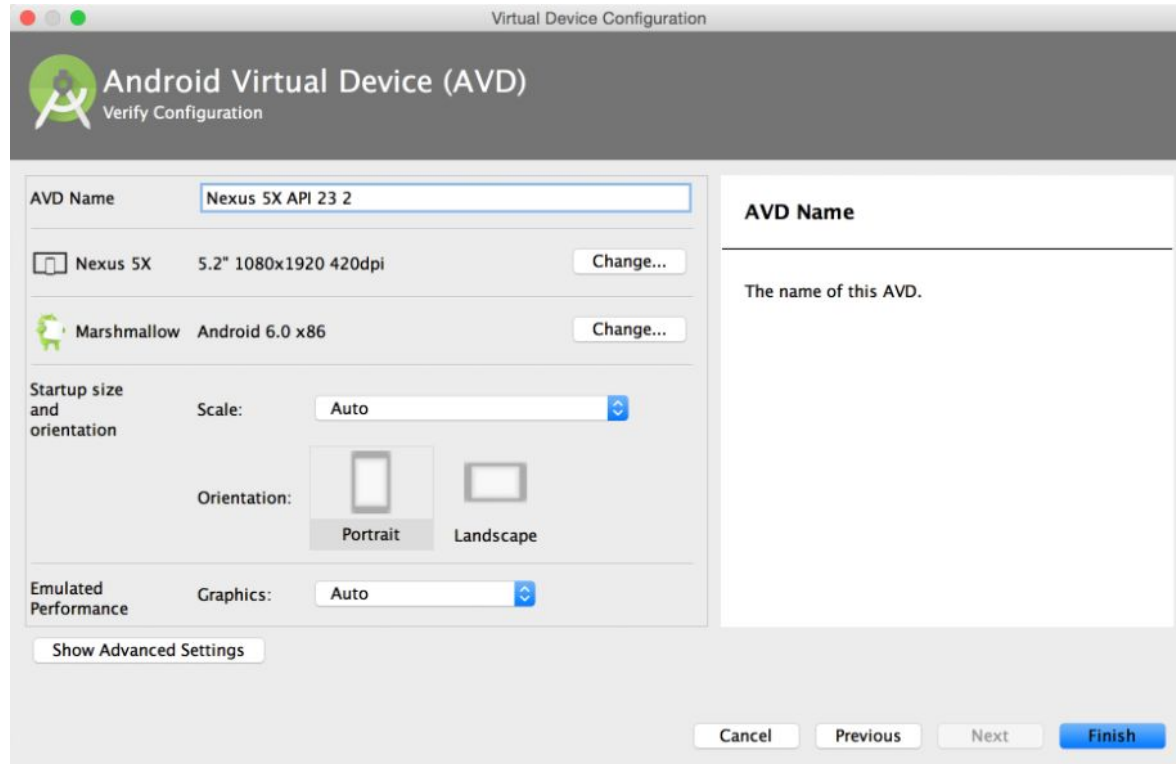 Virtual Device Configuration
Android Virtual Device (AVD)
Verify Configuration
AVD Name
Nexus 5X API 23 2
Nexus 5X
5.2" 1080x1920 420dpi
Change...
Marshmallow
Android 6.0 x86
Change...
Startup size
and
orientation
Scale:
Auto
Orientation:
Portrait
Landscape
Emulated
Performance
Graphics:
Auto
Show Advanced Settings
AVD Name
The name of this AVD.
Cancel
Previous
Next
Finish